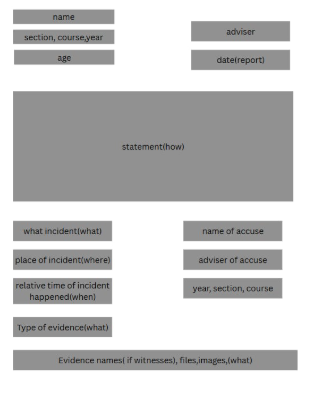 name
section, course,year
age
adviser
date(report)
statement(how)
what incident(what)
place of incident(where)
relative time of incident
happened(when)
Type of evidence(what)
name of accuse
adviser of accuse
year, section, course
Evidence names( if witnesses), files,images,(what)